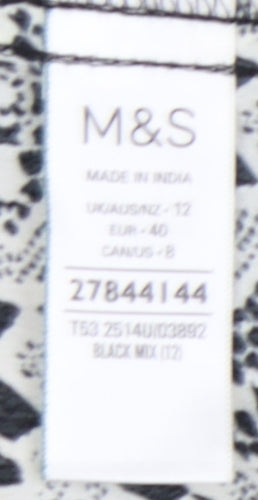 M&S
MADE IN INDIA
UK/AUS/NZ - 12
EUR - 40
CAN/US - 8
27844144
T53 2514U/03892
BLACK MIX (12)